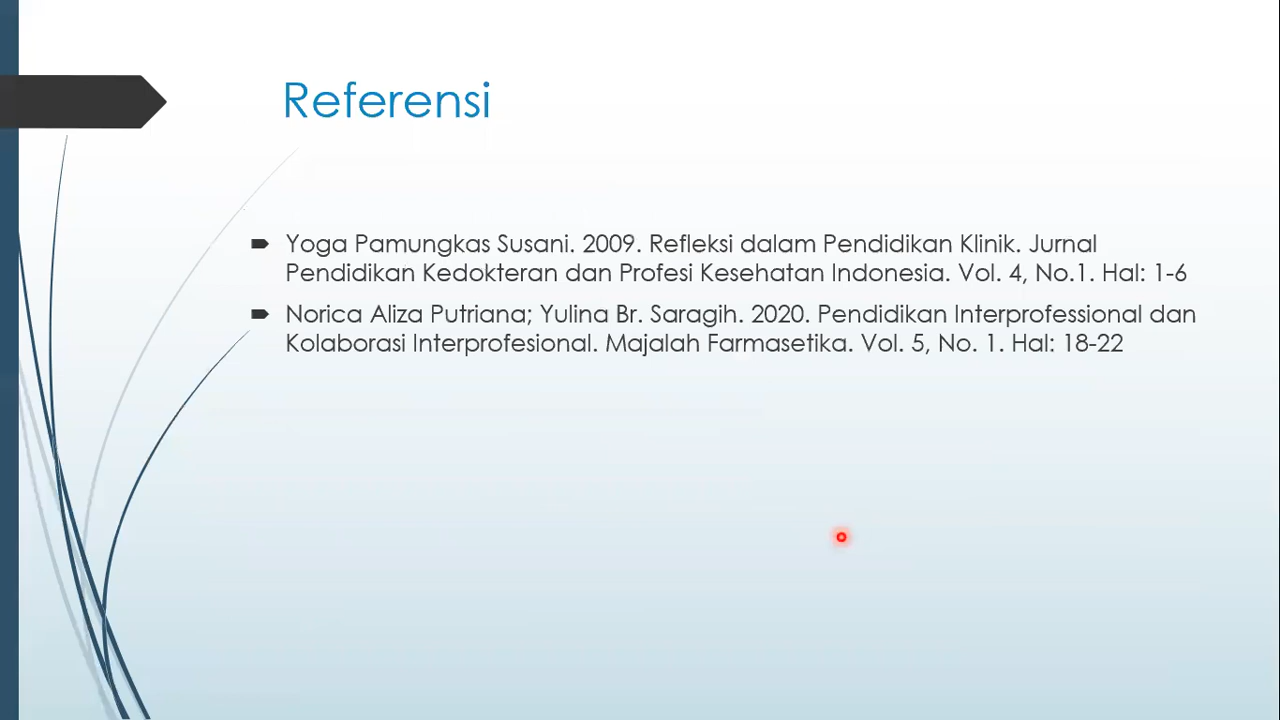 Referensi
Yoga Pamungkas Susani. 2009. Refleksi dalam Pendidikan Klinik. Jurnal
Pendidikan Kedokteran dan Profesi Kesehatan Indonesia. Vol. 4, No.1. Hal: 1-6
Norica Aliza Putriana; Yulina Br. Saragih. 2020. Pendidikan Interprofessional dan
Kolaborasi Interprofesional. Majalah Farmasetika. Vol. 5, No. 1. Hal: 18-22